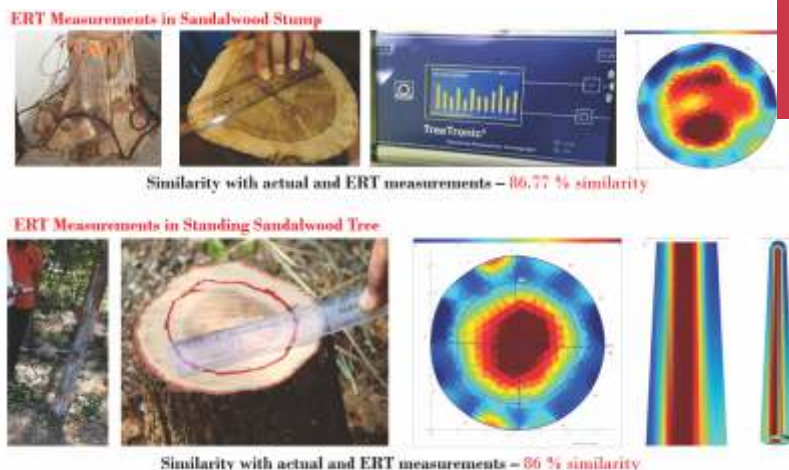 ERT Measurements in Sandalwood Stump
TreeTronic
Similarity with actual and ERT measurements – 86.77 % similarity
ERT Measurements in Standing Sandalwood Tree
Similarity with actual and ERT measurements – 86 % similarity